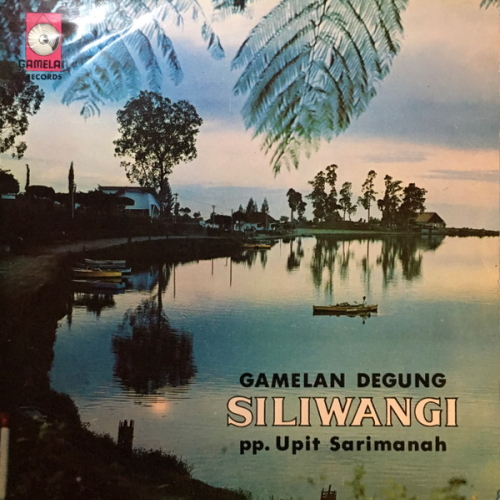 GAMELAN
RECORDS
GAMELAN DEGUNG
SILIWANGI
pp. Upit Sarimanah